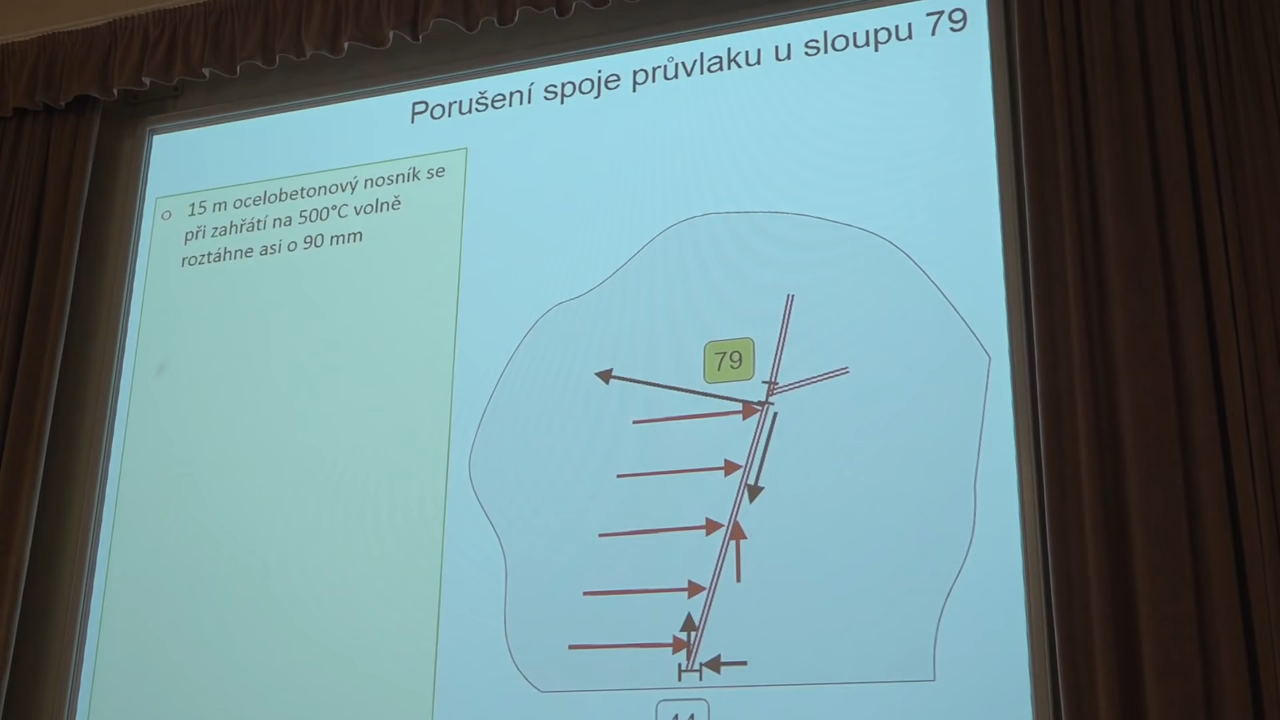 Porušení spoje průvlaku u sloupu 79
o 15 m ocelobetonový nosník se
při zahřátí na 500°C volně
roztáhne asi o 90 mm
79
44